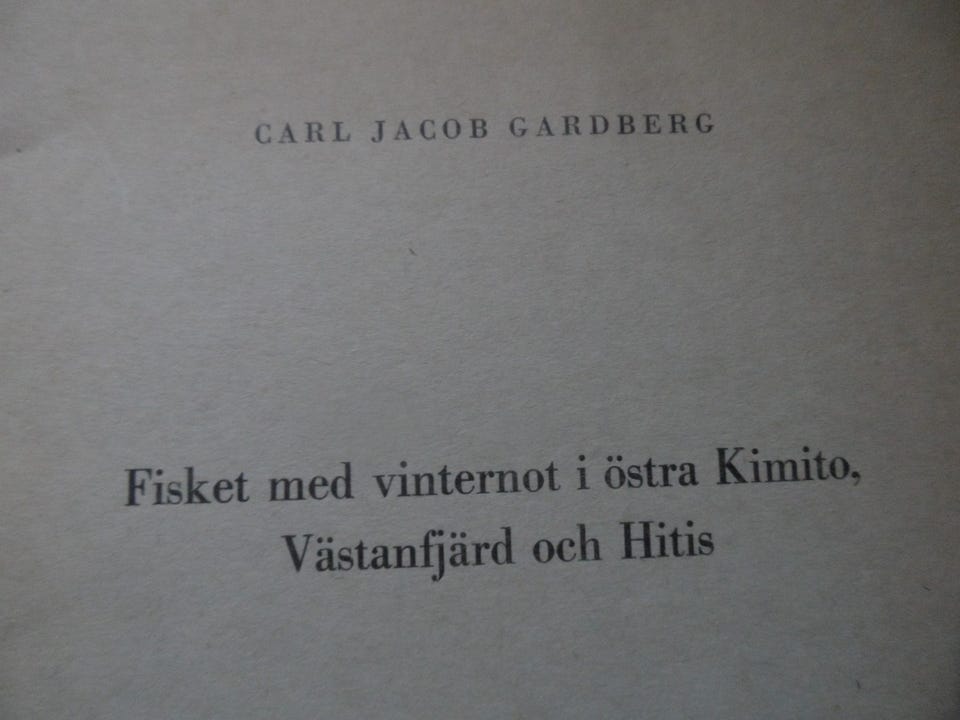 CARL JACOB GARDBERG
Fisket med vinternot i östra Kimito,
Västanfjärd och Hitis